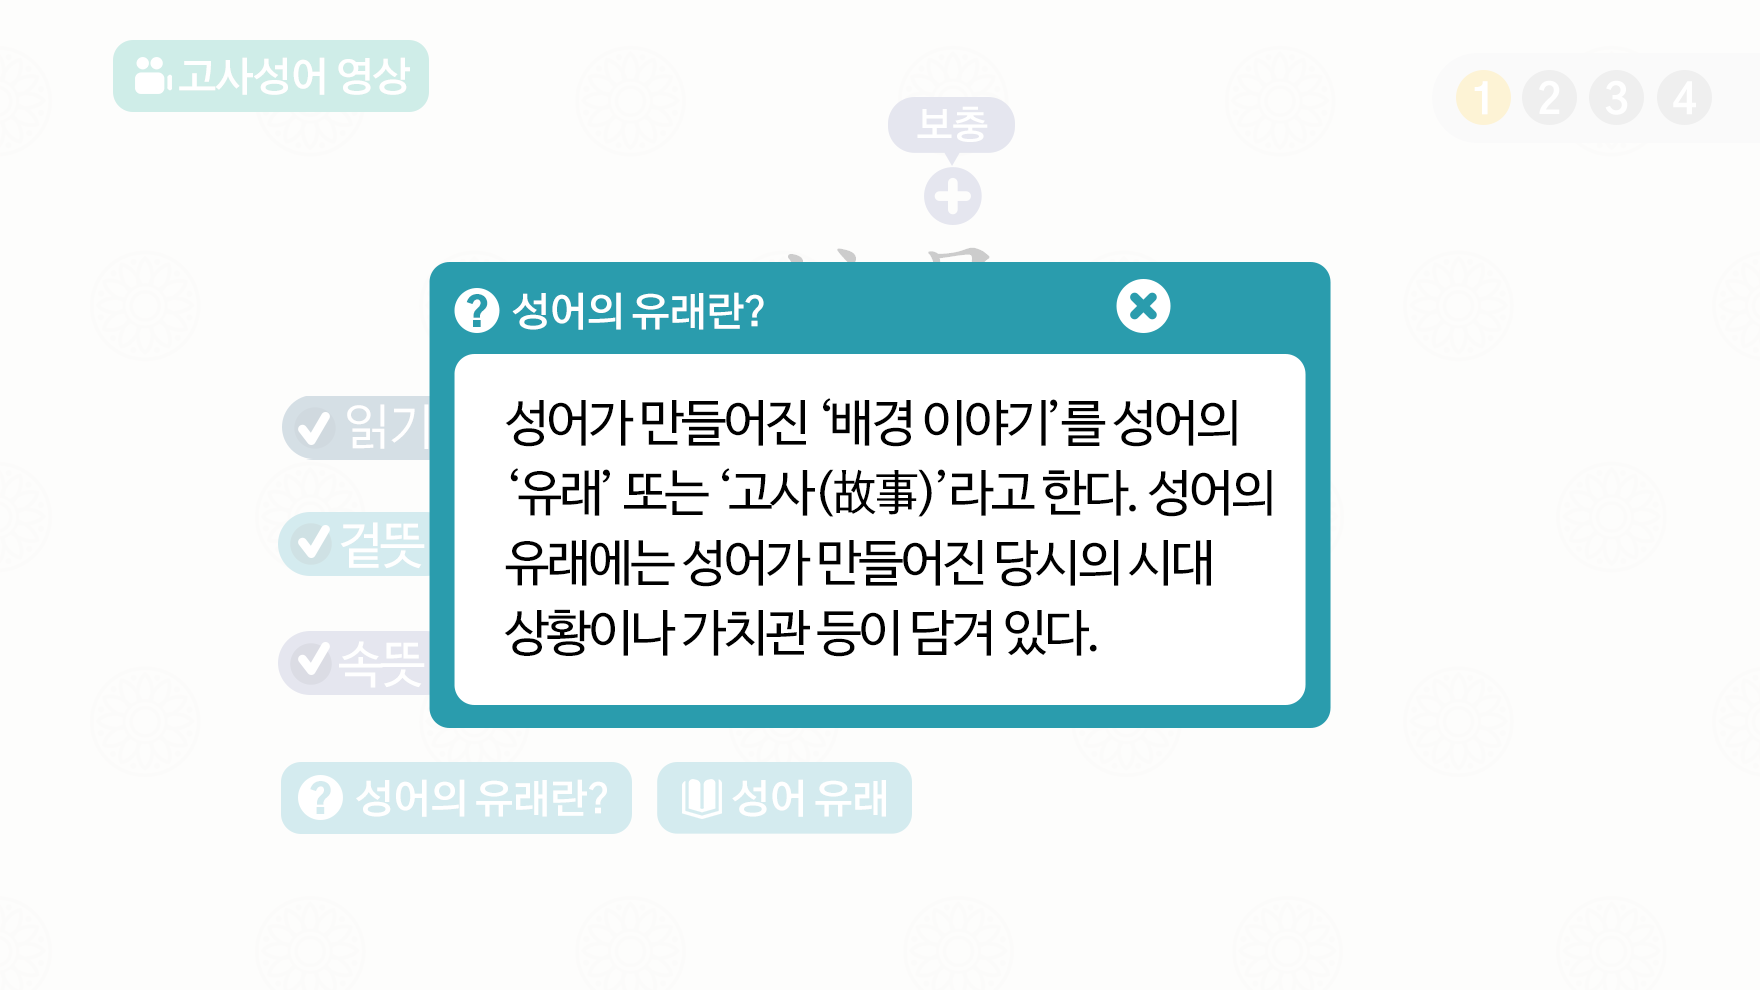 고사성어 영상
1 2 3 4
보충
성어의 유래란?
성어가 만들어진 ‘배경 이야기’를 성어의
‘유래’ 또는 ‘고사(故事)’라고 한다. 성어의
유래에는 성어가 만들어진 당시의 시대
상황이나 가치관 등이 담겨 있다.
읽기
겉뜻
속뜻
성어의 유래란?
성어 유래